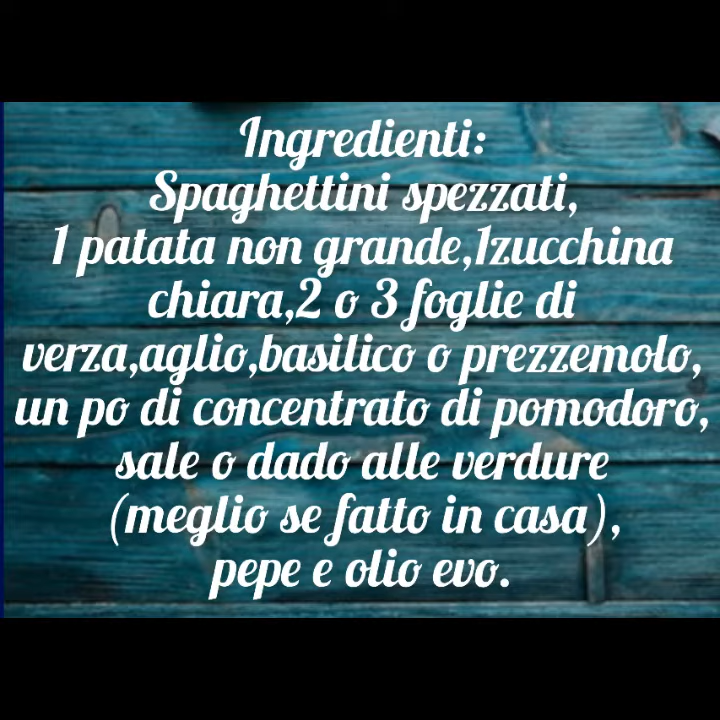 Ingredienti:
Spaghettini spezzati,
1 patata non grande,1zucchina
chiara,2 o 3 foglie di
verza,aglio,basilico o prezzemolo,
un po di concentrato di pomodoro,
sale o dado alle verdure
(meglio se fatto in casa),
pepe e olio evo.